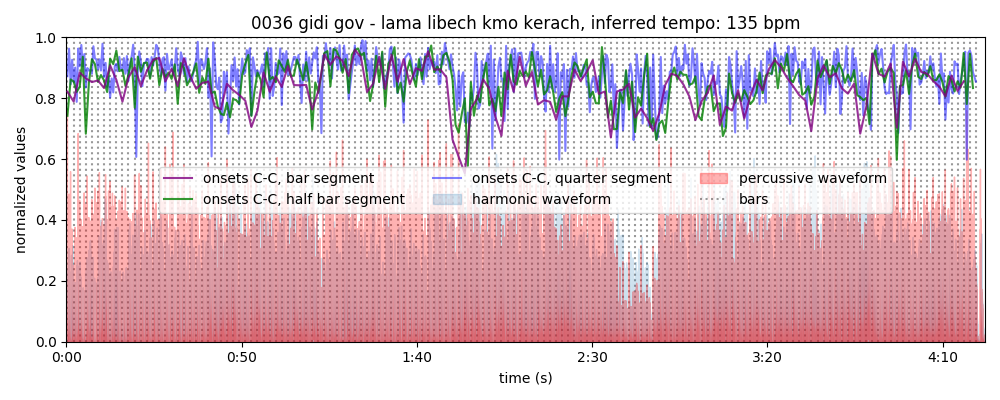 0036 gidi gov - lama libech kmo kerach, inferred tempo: 135 bpm
normalized values
1.0
0.8
0.6
0.4
0.2
0.0
onsets C-C, bar segment
onsets C-C, half bar segment
onsets C-C, quarter segment
harmonic waveform
percussive waveform
bars
0:00 0:50 1:40 2:30 3:20 4:10
time (s)